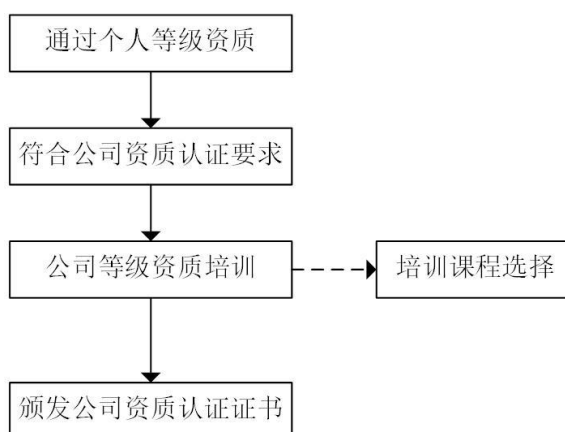 通过个人等级资质
符合公司资质认证要求
公司等级资质培训
培训课程选择
颁发公司资质认证证书